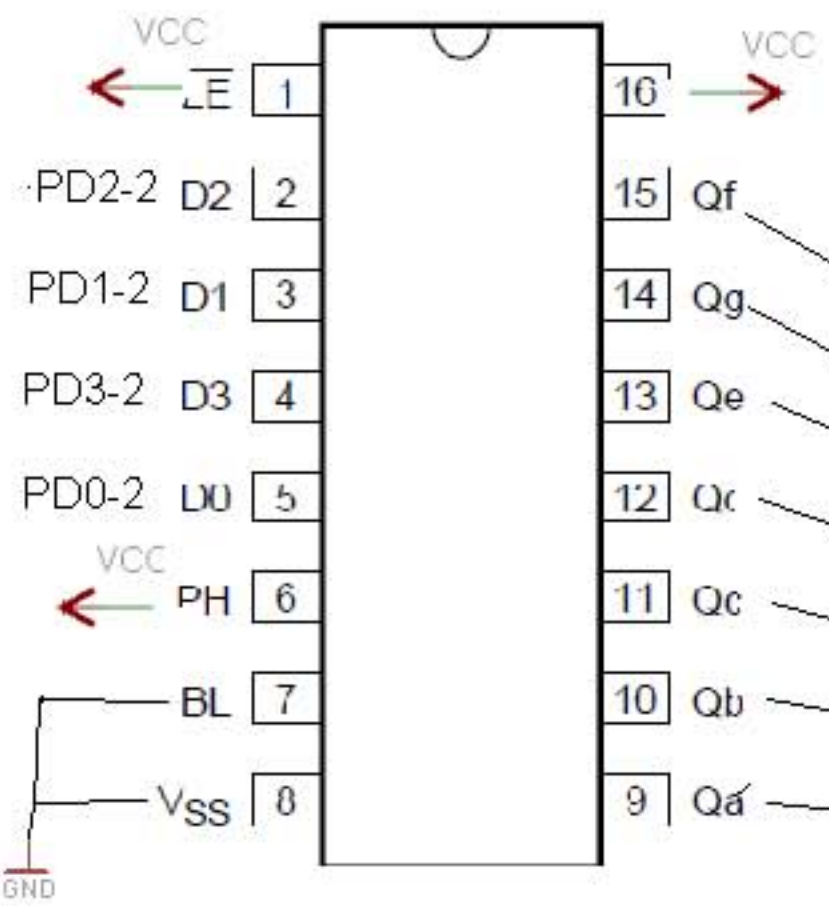 VCC VCC
LE 1 16
PD2-2 D2 2 15 Qf
PD1-2 D1 3 14 Qg
PD3-2 D3 4 13 Qe
PD0-2 D0 5 12
VCC
PH 6 11 Qc
BL 7 10 Qb
VSS 8 9 Qa
GND